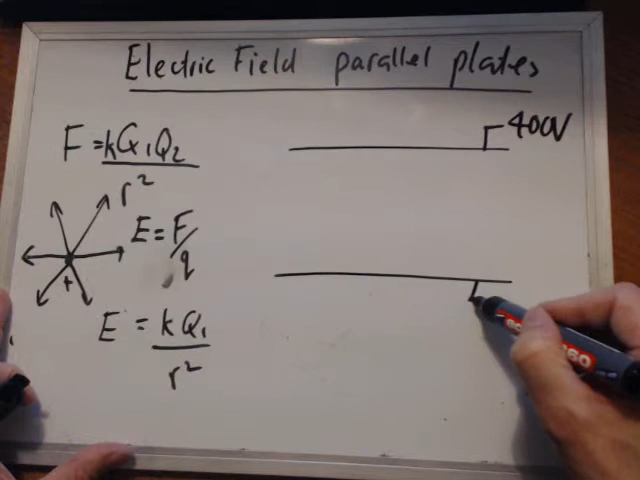 Electric Field parallel plates
400V
F = kQ1Q2
r²
E = F/q
+
E = kQ1
r²